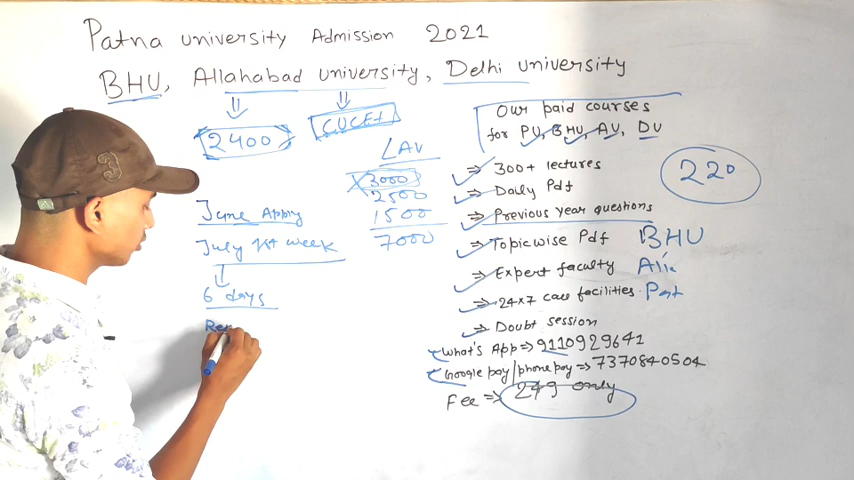 Patna university Admission 2021
BHU, Allahabad university, Delhi university
2400
CUCET
LAV
3000
2500
1500
7000
June Apply
July 1st week
6 days
Our paid courses
for PU, BHU, AU, DU
300+ lectures
Daily Pdf
Previous year questions
Topicwise Pdf
Expert faculty
24x7 call facilities
Doubt session
What's App => 9110929641
Google pay/phone pay => 7370840504
Fee => 249 only
220
BHU
3